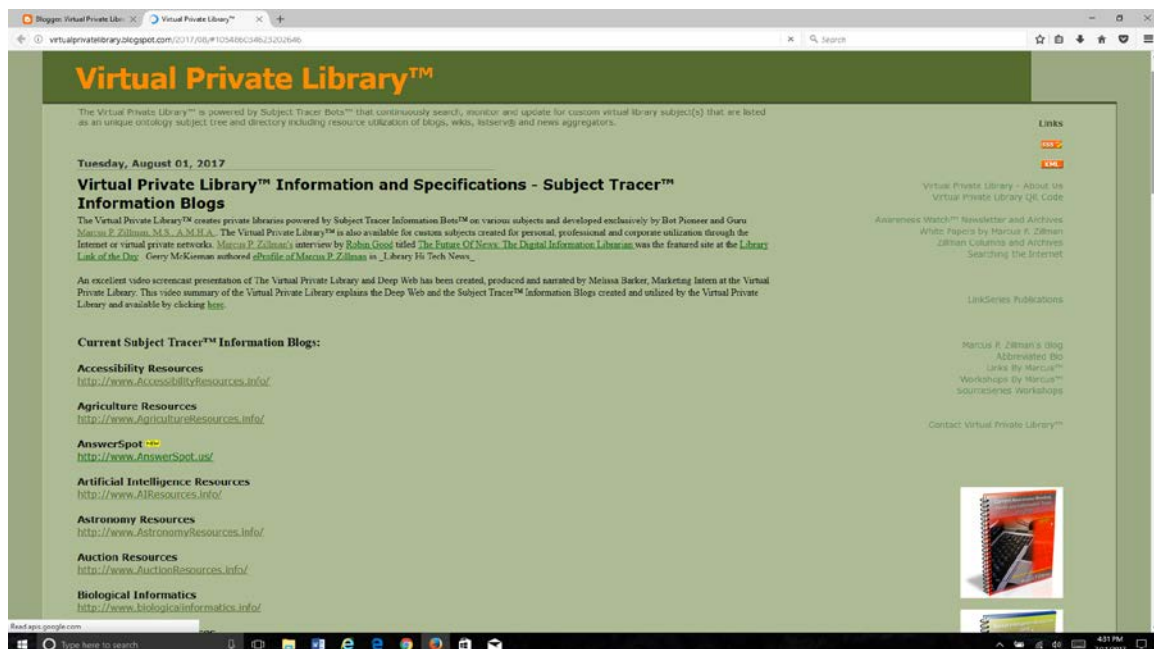 Blogger: Virtual Private Libr
Virtual Private Library™
virtualprivatelibrary.blogspot.com/2017/08/#105486034623202646
Search
Virtual Private Library™
The Virtual Private Library™ is powered by Subject Tracer Bots™ that continuously search, monitor and update for custom virtual library subject(s) that are listed
as an unique ontology subject tree and directory including resource utilization of blogs, wikis, listserv® and news aggregators.
Tuesday, August 01, 2017
Virtual Private Library™ Information and Specifications - Subject Tracer™
Information Blogs
The Virtual Private Library™ creates private libraries powered by Subject Tracer Information Bots™ on various subjects and developed exclusively by Bot Pioneer and Guru
Marcus P. Zillman, M.S., A.M.H.A.. The Virtual Private Library™ is also available for custom subjects created for personal, professional and corporate utilization through the
Internet or virtual private networks. Marcus P. Zillman's interview by Robin Good titled The Future Of News: The Digital Information Librarian was the featured site at the Library
Link of the Day. Gerry McKiernan authored eProfile of Marcus P. Zillman in _Library Hi Tech News_
An excellent video screencast presentation of The Virtual Private Library and Deep Web has been created, produced and narrated by Melissa Barker, Marketing Intern at the Virtual
Private Library. This video summary of the Virtual Private Library explains the Deep Web and the Subject Tracer™ Information Blogs created and utilized by the Virtual Private
Library and available by clicking here.
Current Subject Tracer™ Information Blogs:
Accessibility Resources
http://www.AccessibilityResources.info/
Agriculture Resources
http://www.AgricultureResources.info/
AnswerSpot NEW
http://www.AnswerSpot.us/
Artificial Intelligence Resources
http://www.AIResources.info/
Astronomy Resources
http://www.AstronomyResources.info/
Auction Resources
http://www.AuctionResources.info/
Biological Informatics
http://www.biologicalinformatics.info/
Links
RSS
XML
Virtual Private Library - About Us
Virtual Private Library QR Code
Awareness Watch™ Newsletter and Archives
White Papers by Marcus P. Zillman
Zillman Columns and Archives
Searching the Internet
LinkSeries Publications
Marcus P. Zillman's Blog
Abbreviated Bio
Links By Marcus™
Workshops By Marcus™
SourceSeries Workshops
Contact Virtual Private Library™
Read apis.google.com
Type here to search
4:31 PM